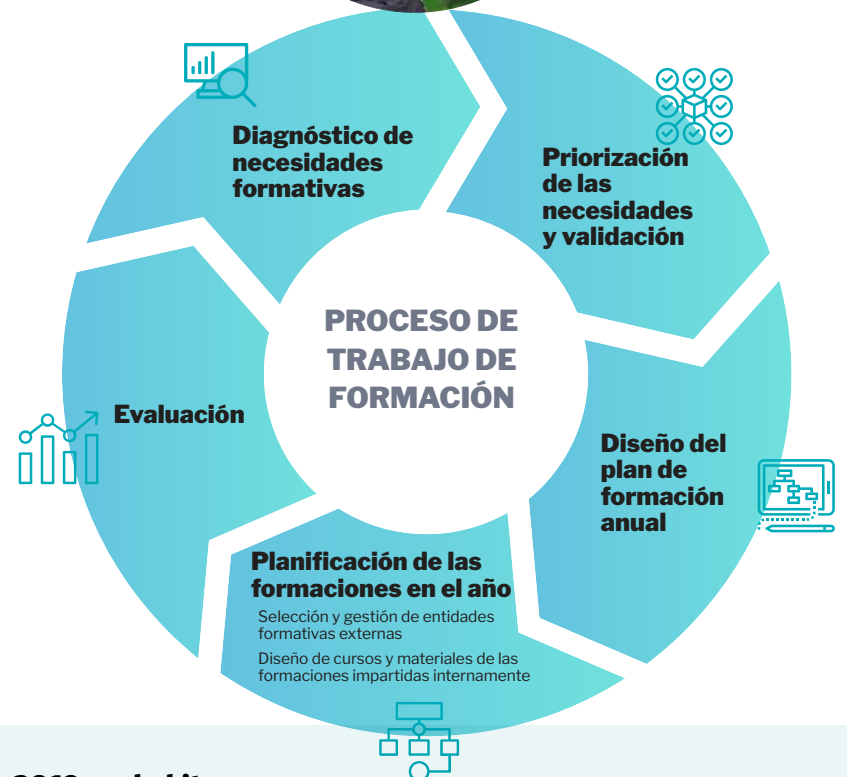 Diagnóstico de
necesidades
formativas
Priorización
de las
necesidades
y validación
PROCESO DE
TRABAJO DE
FORMACIÓN
Evaluación
Diseño del
plan de
formación
anual
Planificación de las
formaciones en el año
Selección y gestión de entidades
formativas externas
Diseño de cursos y materiales de las
formaciones impartidas internamente